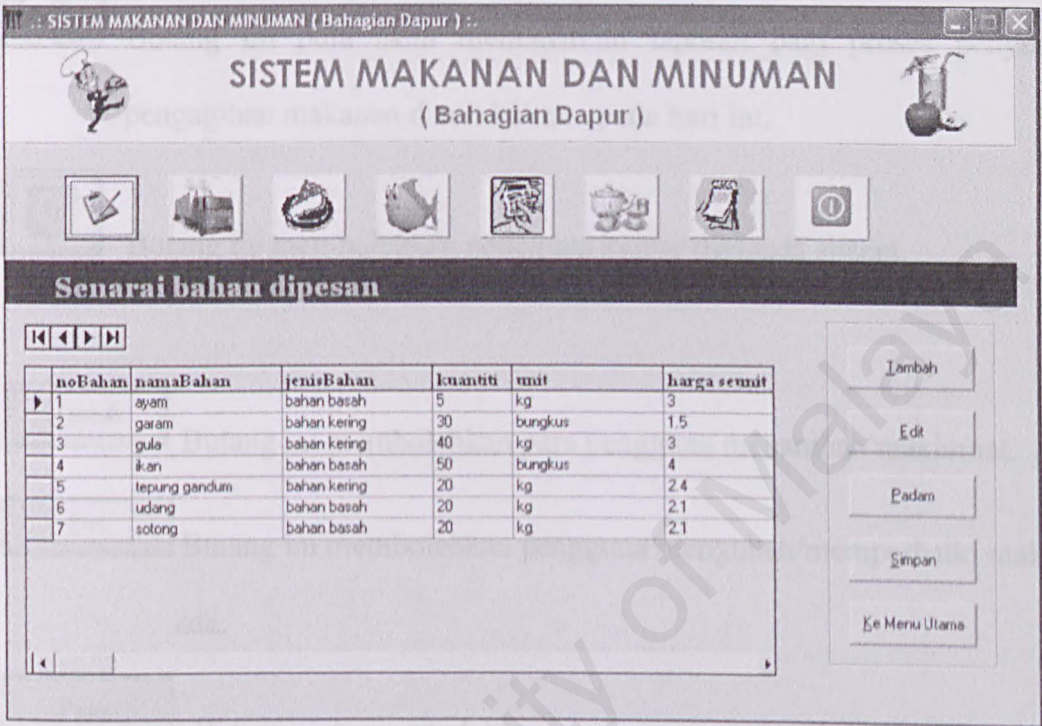 .: SISTEM MAKANAN DAN MINUMAN ( Bahagian Dapur ) :.
SISTEM MAKANAN DAN MINUMAN
( Bahagian Dapur )
Senarai bahan dipesan
noBahan namaBahan jenisBahan kuantiti unit harga seunit
1 ayam bahan basah 5 kg 3
2 garam bahan kering 30 bungkus 1.5
3 gula bahan kering 40 kg 3
4 ikan bahan basah 50 bungkus 4
5 tepung gandum bahan kering 20 kg 2.4
6 udang bahan basah 20 kg 2.1
7 sotong bahan basah 20 kg 2.1
Tambah
Edit
Padam
Simpan
Ke Menu Utama
University of Malaya